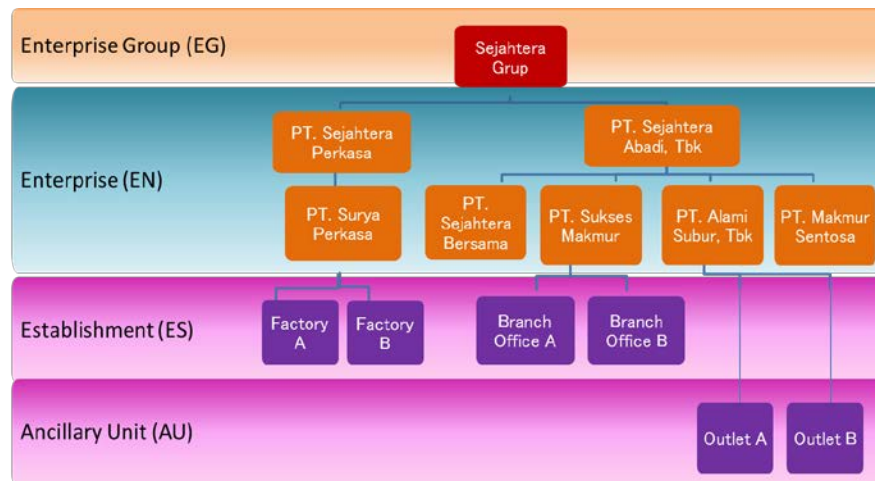 Enterprise Group (EG)
Sejahtera
Grup
PT. Sejahtera
Perkasa
PT. Sejahtera
Abadi, Tbk
Enterprise (EN)
PT. Surya
Perkasa
PT.
Sejahtera
Bersama
PT. Sukses
Makmur
PT. Alami
Subur, Tbk
PT. Makmur
Sentosa
Establishment (ES)
Factory
A
Factory
B
Branch
Office A
Branch
Office B
Ancillary Unit (AU)
Outlet A
Outlet B